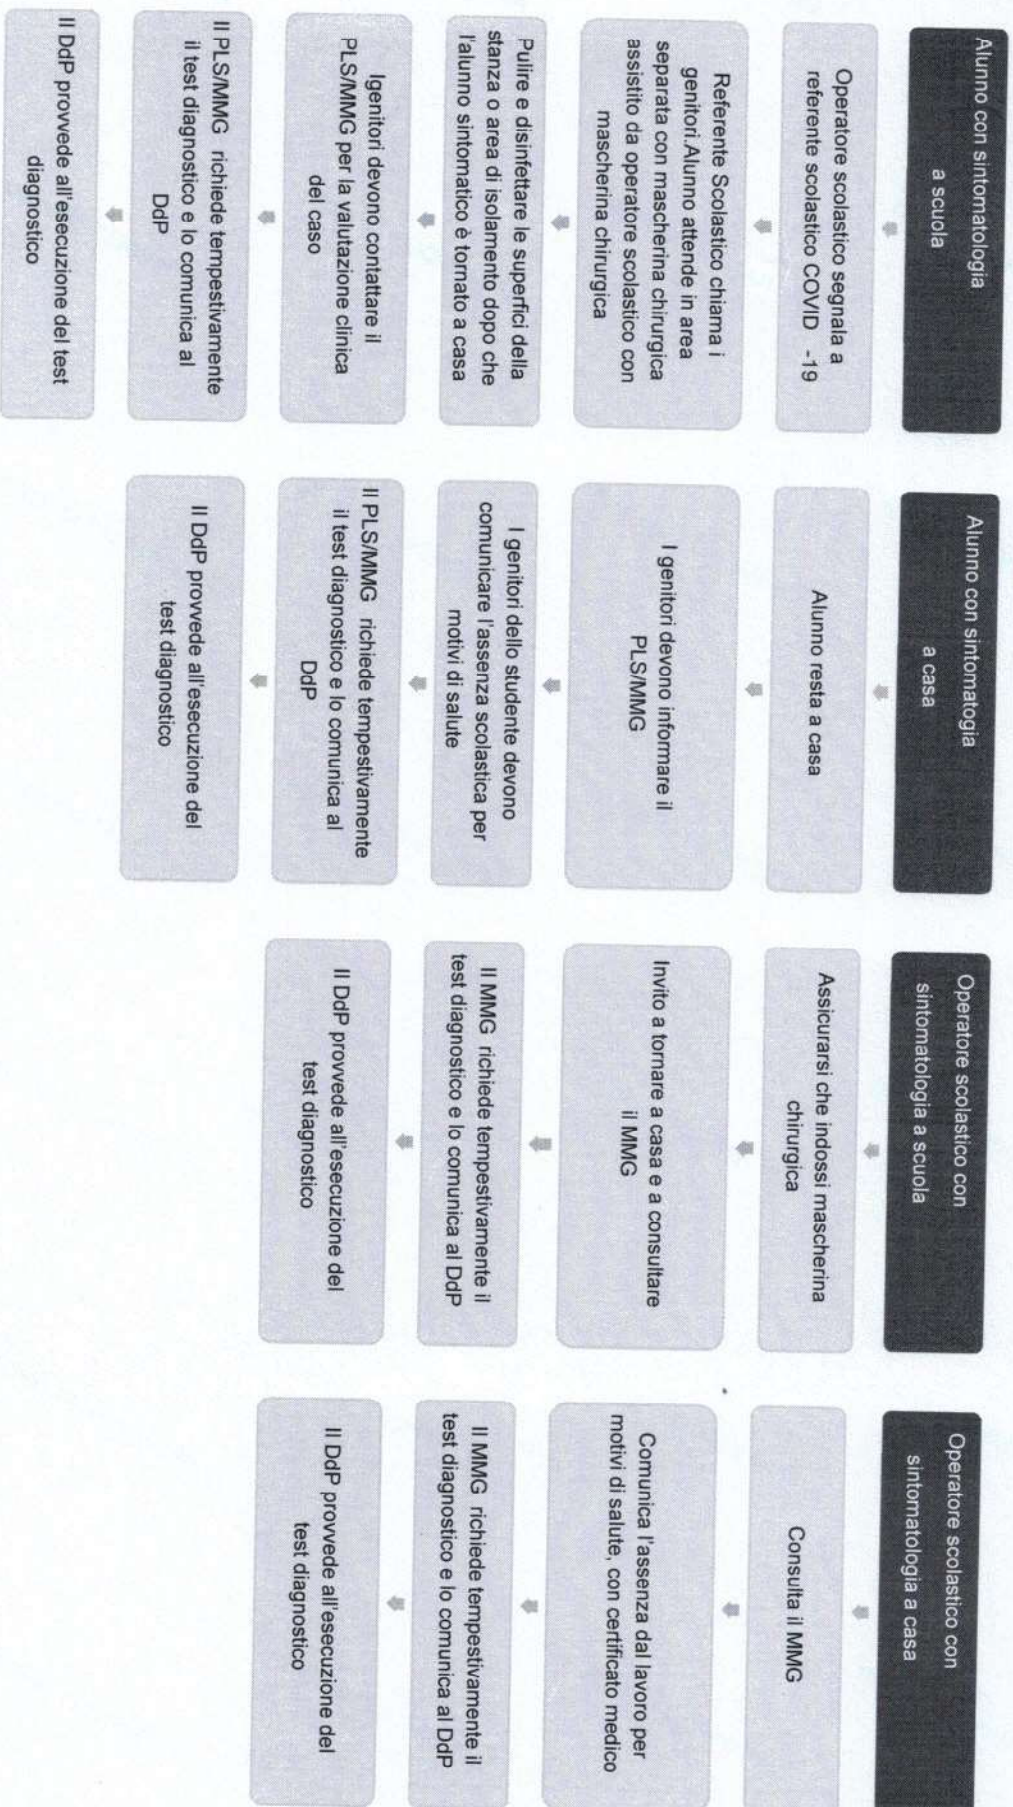 Alunno con sintomatologia
a scuola
Operatore scolastico segnala a
referente scolastico COVID -19
Referente Scolastico chiama i
genitori.Alunno attende in area
separata con mascherina chirurgica
assistito da operatore scolastico con
mascherina chirurgica
Pulire e disinfettare le superfici della
stanza o area di isolamento dopo che
l'alunno sintomatico è tornato a casa
Igenitori devono contattare il
PLS/MMG per la valutazione clinica
del caso
Il PLS/MMG richiede tempestivamente
il test diagnostico e lo comunica al
DdP
Il DdP provvede all'esecuzione del test
diagnostico
Alunno con sintomatogia
a casa
Alunno resta a casa
I genitori devono informare il
PLS/MMG
I genitori dello studente devono
comunicare l'assenza scolastica per
motivi di salute
Il PLS/MMG richiede tempestivamente
il test diagnostico e lo comunica al
DdP
Il DdP provvede all'esecuzione del
test diagnostico
Operatore scolastico con
sintomatologia a scuola
Assicurarsi che indossi mascherina
chirurgica
Invito a tornare a casa e a consultare
il MMG
Il MMG richiede tempestivamente il
test diagnostico e lo comunica al DdP
Il DdP provvede all'esecuzione del
test diagnostico
Operatore scolastico con
sintomatologia a casa
Consulta il MMG
Comunica l'assenza dal lavoro per
motivi di salute, con certificato medico
Il MMG richiede tempestivamente il
test diagnostico e lo comunica al DdP
Il DdP provvede all'esecuzione del
test diagnostico